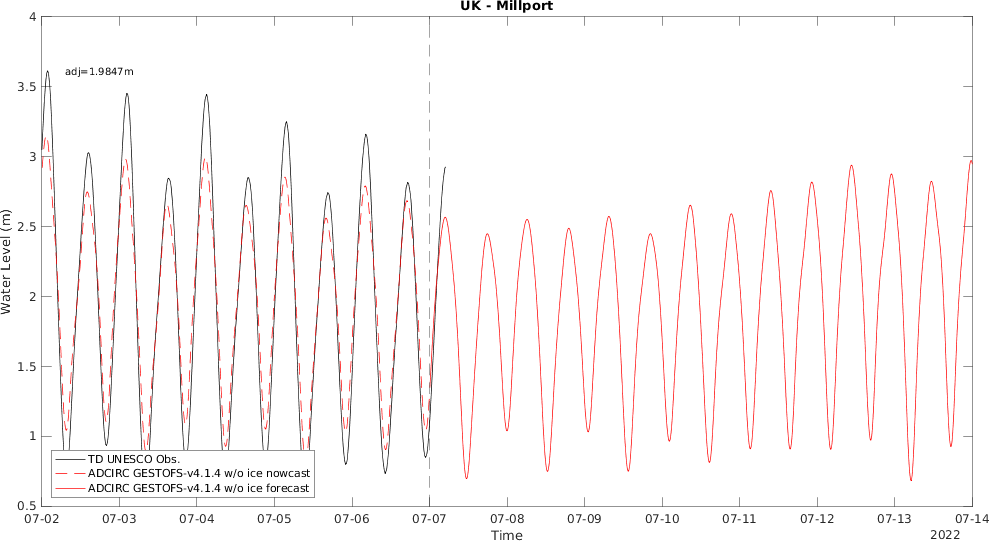 UK - Millport
adj=1.9847m
Water Level (m)
4
3.5
3
2.5
2
1.5
1
0.5
TD UNESCO Obs.
ADCIRC GESTOFS-v4.1.4 w/o ice nowcast
ADCIRC GESTOFS-v4.1.4 w/o ice forecast
07-02 07-03 07-04 07-05 07-06 07-07 07-08 07-09 07-10 07-11 07-12 07-13 07-14
Time
2022